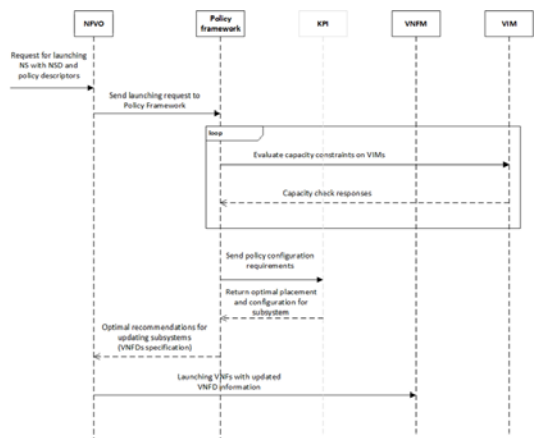 NFVO
Policy
framework
KPI
VNFM
VIM
Request for launching
NS with NSD and
policy descriptors
Send launching request to
Policy Framework
loop
Evaluate capacity constraints on VIMs
Capacity check responses
Send policy configuration
requirements
Return optimal placement
and configuration for
subsystem
Optimal recommendations for
updating subsystems
(VNFDs specification)
Launching VNFs with updated
VNFD information